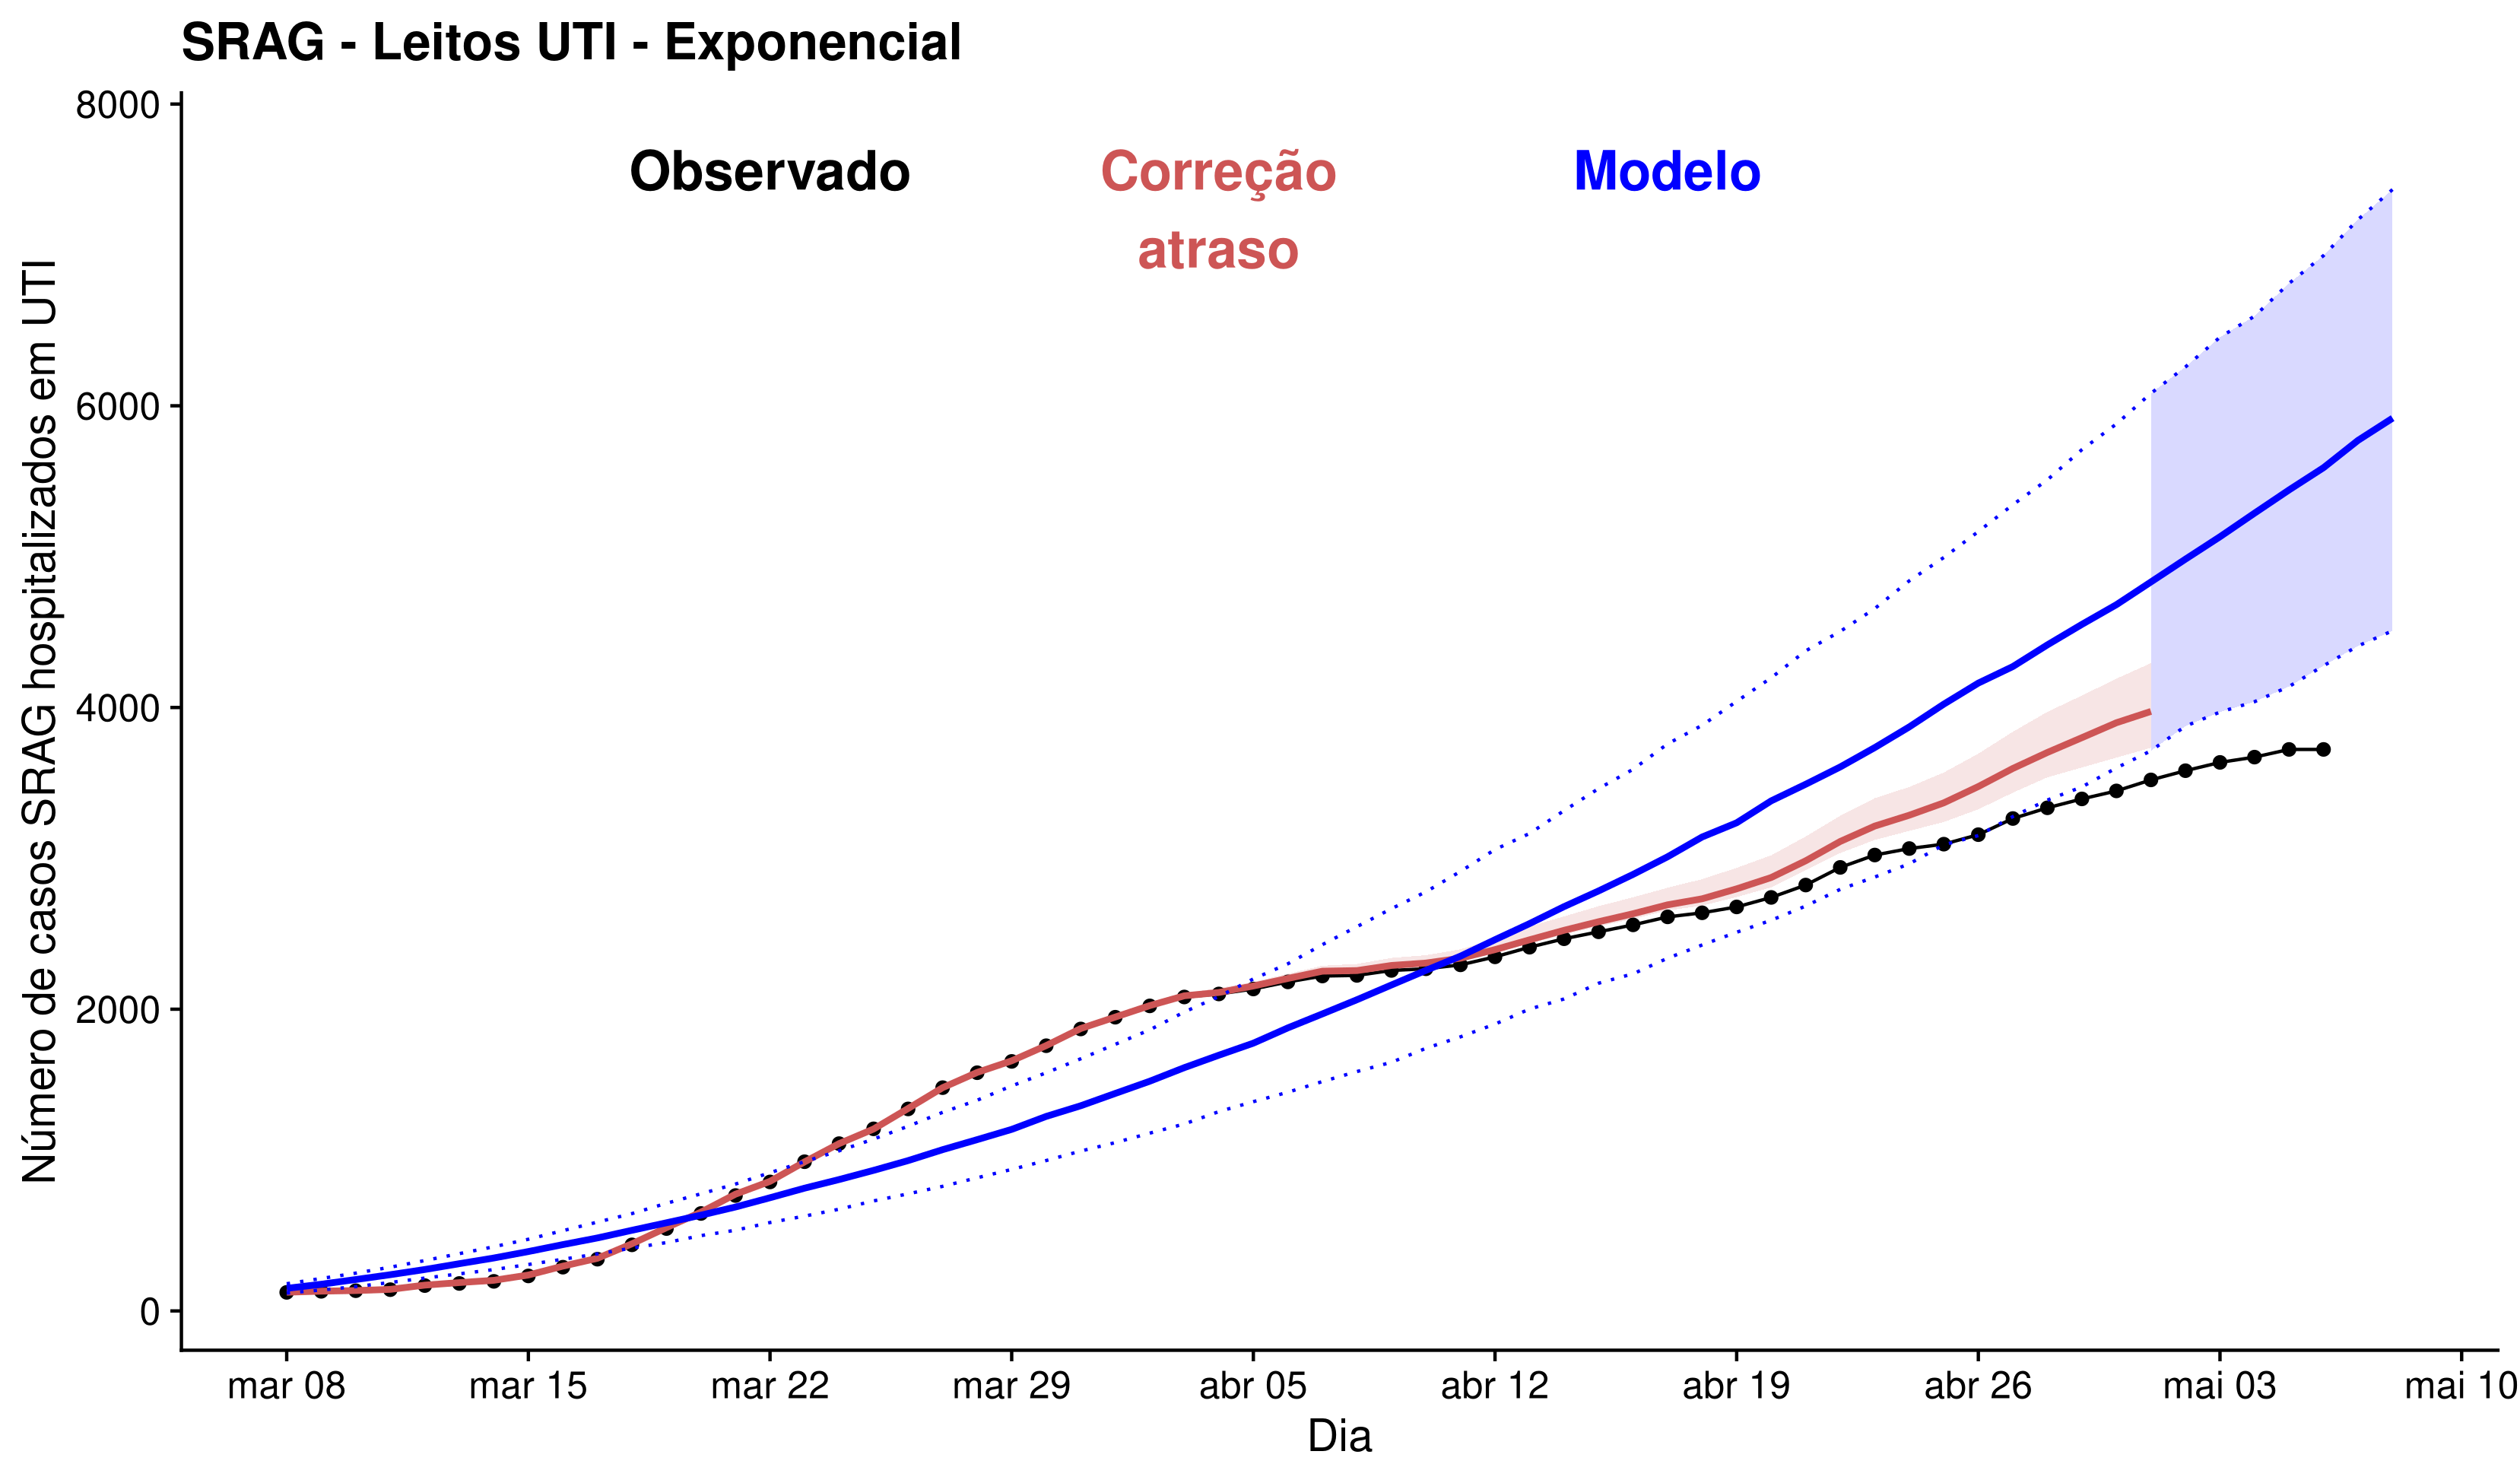 SRAG - Leitos UTI - Exponencial
8000
6000
4000
2000
0
Número de casos SRAG hospitalizados em UTI
Observado
Correção
atraso
Modelo
mar 08
mar 15
mar 22
mar 29
abr 05
abr 12
abr 19
abr 26
mai 03
mai 10
Dia